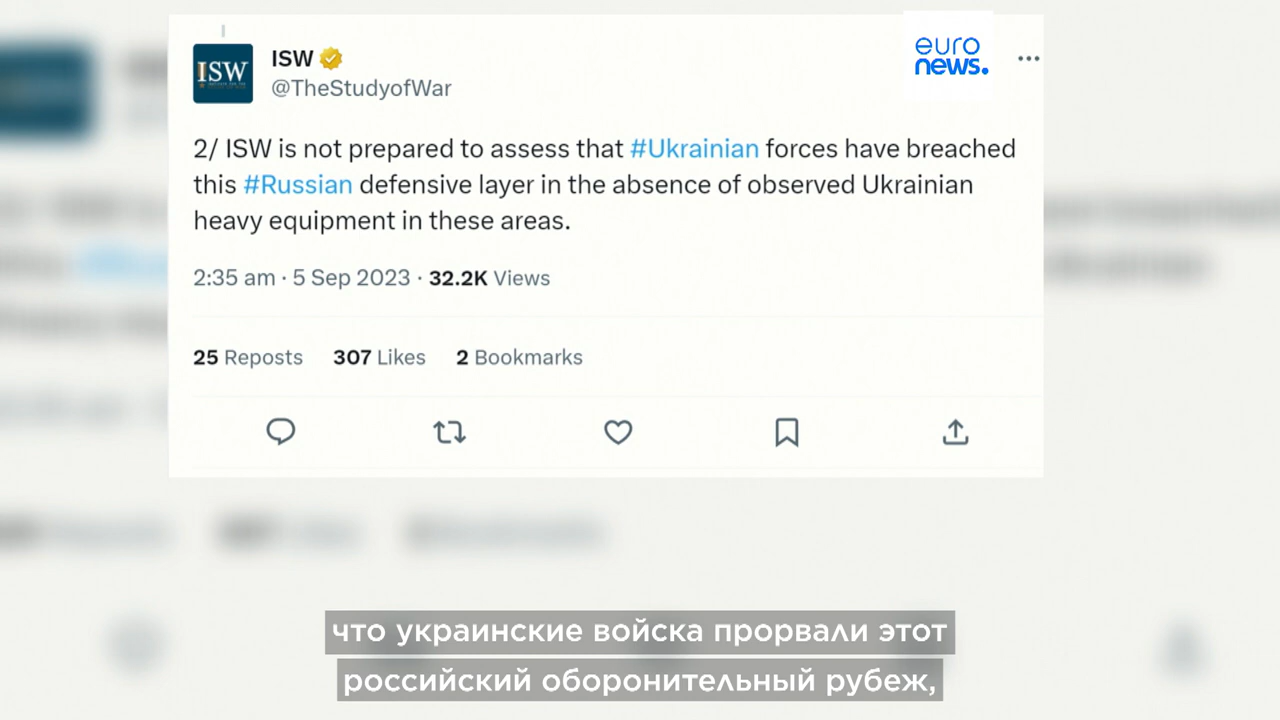 ISW
ISW
@TheStudyofWar
euro
news.
2/ ISW is not prepared to assess that #Ukrainian forces have breached
this #Russian defensive layer in the absence of observed Ukrainian
heavy equipment in these areas.
2:35 am · 5 Sep 2023 · 32.2K Views
25 Reposts 307 Likes 2 Bookmarks
что украинские войска прорвали этот
российский оборонительный рубеж,